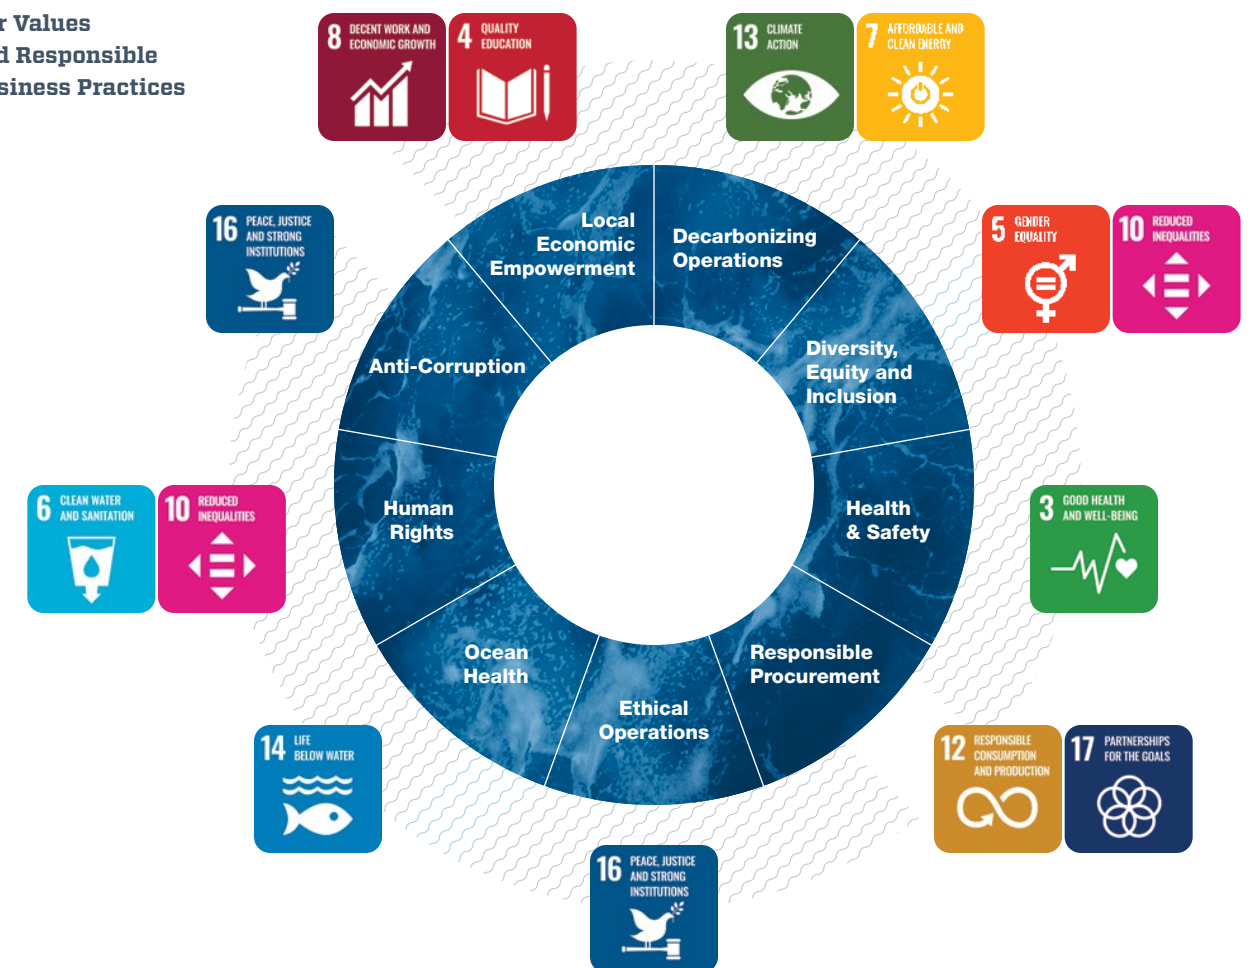 r Values
d Responsible
siness Practices
8 DECENT WORK AND
ECONOMIC GROWTH
4 QUALITY
EDUCATION
13 CLIMATE
ACTION
7 AFFORDABLE AND
CLEAN ENERGY
16 PEACE, JUSTICE
AND STRONG
INSTITUTIONS
5 GENDER
EQUALITY
10 REDUCED
INEQUALITIES
Local
Economic
Empowerment
Decarbonizing
Operations
Anti-Corruption
Diversity,
Equity and
Inclusion
6 CLEAN WATER
AND SANITATION
10 REDUCED
INEQUALITIES
Human
Rights
Health
& Safety
3 GOOD HEALTH
AND WELL-BEING
Ocean
Health
Responsible
Procurement
Ethical
Operations
14 LIFE
BELOW WATER
12 RESPONSIBLE
CONSUMPTION
AND PRODUCTION
17 PARTNERSHIPS
FOR THE GOALS
16 PEACE, JUSTICE
AND STRONG
INSTITUTIONS